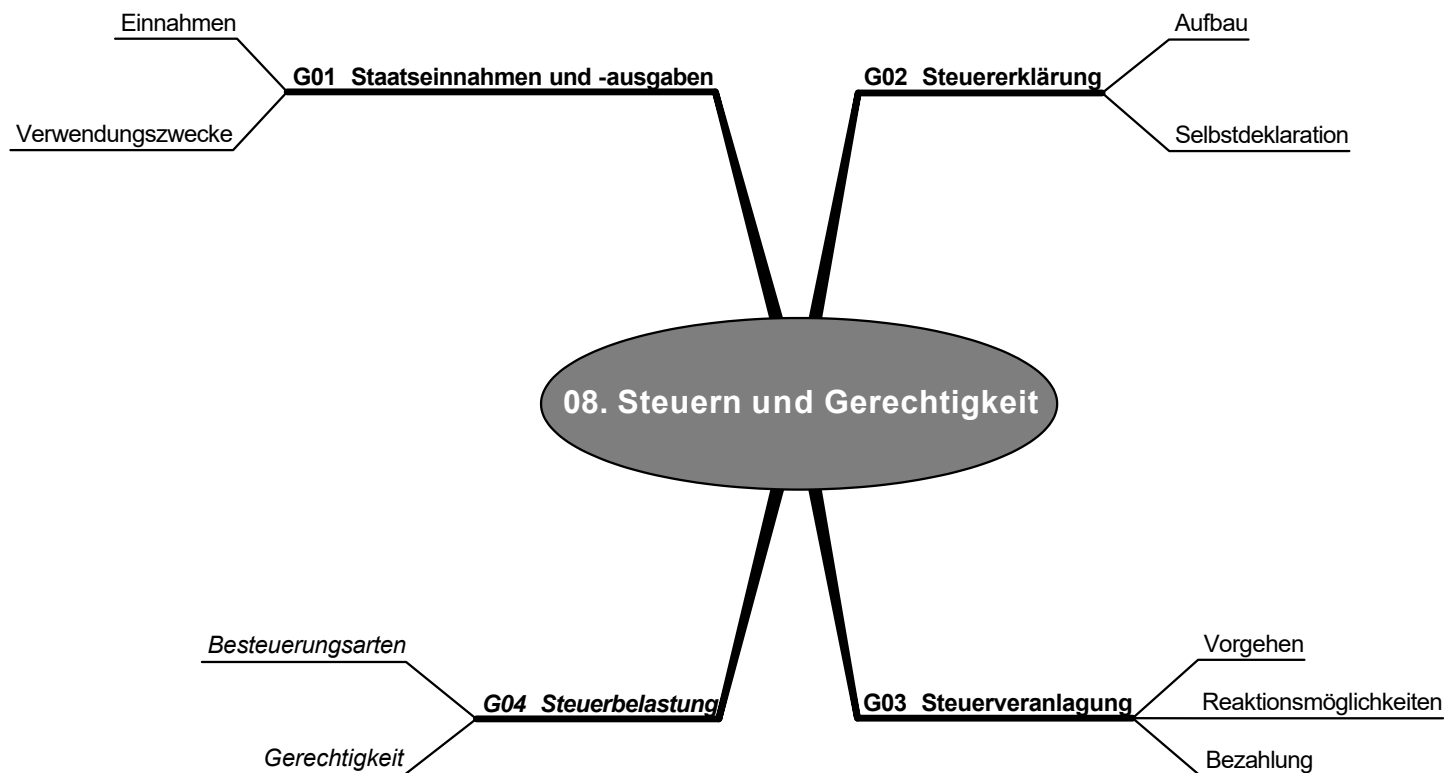 Einnahmen
G01 Staatseinnahmen und -ausgaben
Verwendungszwecke
Aufbau
G02 Steuererklärung
Selbstdeklaration
08. Steuern und Gerechtigkeit
Besteuerungsarten
G04 Steuerbelastung
Gerechtigkeit
Vorgehen
G03 Steuerveranlagung
Reaktionsmöglichkeiten
Bezahlung